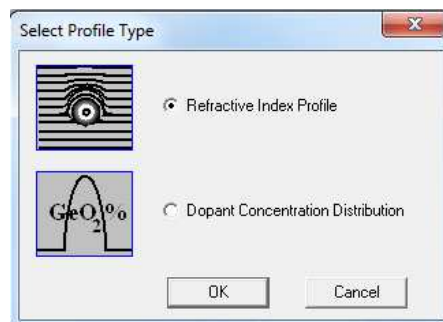 Select Profile Type
Refractive Index Profile
GeO2%
Dopant Concentration Distribution
OK
Cancel